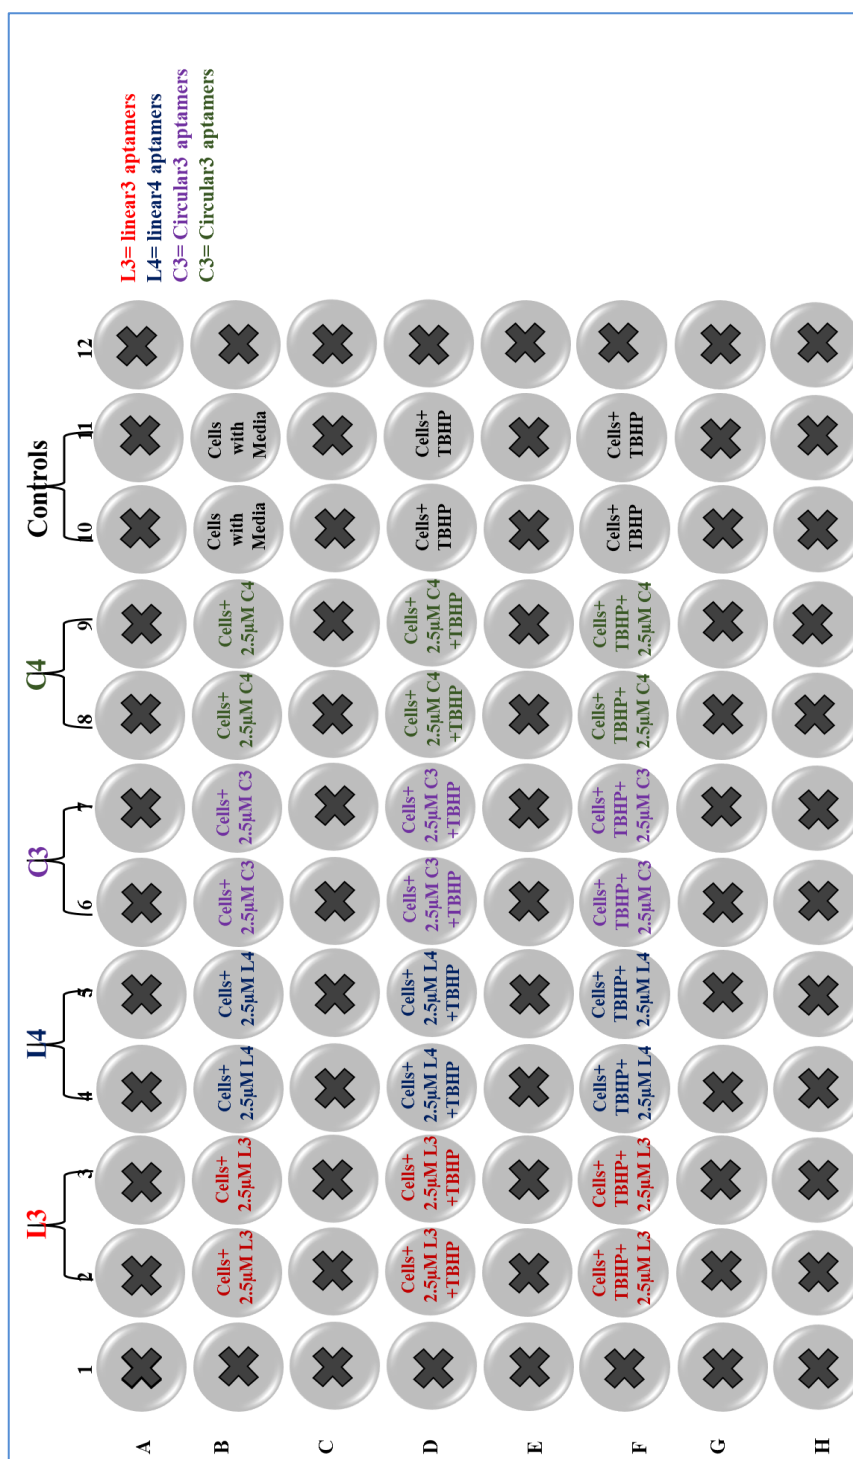 L3
L4
C3
C4
Controls
1
2
3
4
5
6
7
8
9
10
11
12
L3= linear3 aptamers
L4= linear4 aptamers
C3= Circular3 aptamers
C3= Circular3 aptamers
A
B
Cells+
2.5μM L3
Cells+
2.5μM L3
Cells+
2.5μM L4
Cells+
2.5μM L4
Cells+
2.5μM C3
Cells+
2.5μM C3
Cells+
2.5μM C4
Cells+
2.5μM C4
Cells
with
Media
Cells
with
Media
C
D
Cells+
2.5μM L3
+TBHP
Cells+
2.5μM L3
+TBHP
Cells+
2.5μM L4
+TBHP
Cells+
2.5μM L4
+TBHP
Cells+
2.5μM C3
+TBHP
Cells+
2.5μM C3
+TBHP
Cells+
2.5μM C4
+TBHP
Cells+
2.5μM C4
+TBHP
Cells+
TBHP
Cells+
TBHP
E
F
Cells+
TBHP+
2.5μM L3
Cells+
TBHP+
2.5μM L3
Cells+
TBHP+
2.5μM L4
Cells+
TBHP+
2.5μM L4
Cells+
TBHP+
2.5μM C3
Cells+
TBHP+
2.5μM C3
Cells+
TBHP+
2.5μM C4
Cells+
TBHP+
2.5μM C4
Cells+
TBHP
Cells+
TBHP
G
H